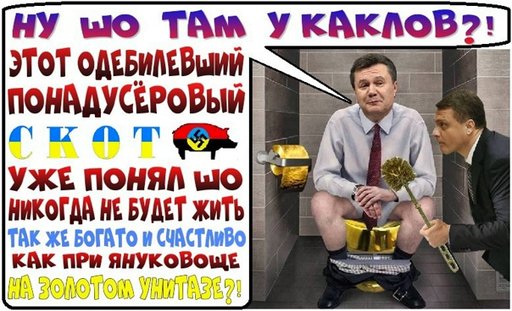 НУ ШО ТАМ У КАКЛОВ?!
ЭТОТ ОДЕБИЛЕВШИЙ
ПОНАДУСЁРОВЫЙ
СКОТ
УЖЕ ПОНЯЛ ШО
НИКОГДА НЕ БУДЕТ ЖИТЬ
ТАК ЖЕ БОГАТО И СЧАСТЛИВО
КАК ПРИ ЯНУКОВОЩЕ
НА ЗОЛОТОМ УНИТАЗЕ?!